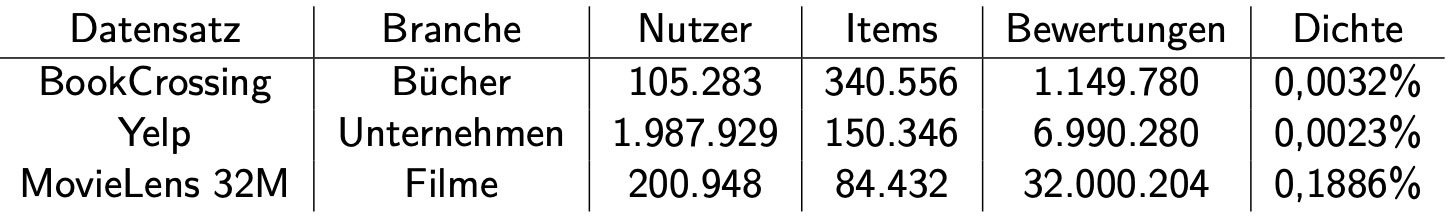 Datensatz Branche Nutzer Items Bewertungen Dichte
BookCrossing Bücher 105.283 340.556 1.149.780 0,0032%
Yelp Unternehmen 1.987.929 150.346 6.990.280 0,0023%
MovieLens 32M Filme 200.948 84.432 32.000.204 0,1886%